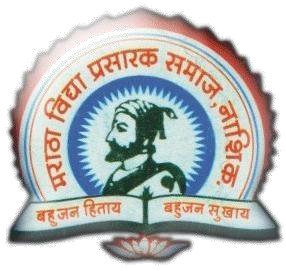 मराठा विद्या प्रसारक समाज, नाशिक.
बहुजन हिताय बहुजन सुखाय